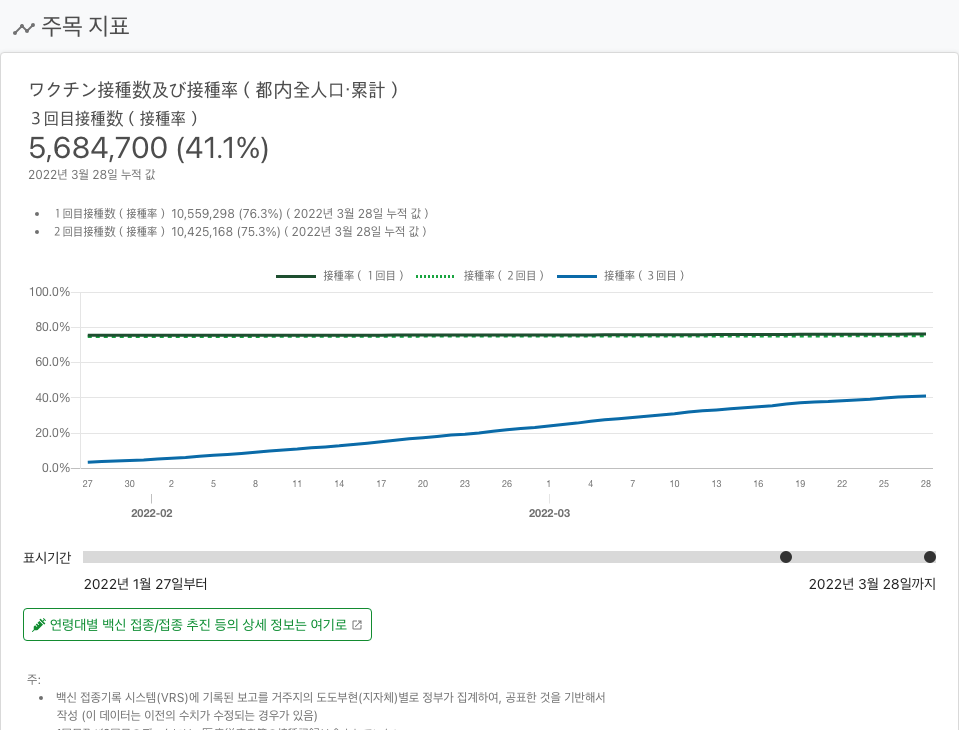 주목 지표
ワクチン接種数及び接種率 ( 都内全人口·累計 )
３回目接種数 ( 接種率 )
5,684,700 (41.1%)
2022년 3월 28일 누적 값
• １回目接種数 ( 接種率 ) 10,559,298 (76.3%) ( 2022년 3월 28일 누적 값 )
• ２回目接種数 ( 接種率 ) 10,425,168 (75.3%) ( 2022년 3월 28일 누적 값 )
接種率 ( １回目 ) 接種率 ( ２回目 ) 接種率 ( ３回目 )
100.0%
80.0%
60.0%
40.0%
20.0%
0.0%
27 30 2 5 8 11 14 17 20 23 26 1 4 7 10 13 16 19 22 25 28
2022-02 2022-03
표시기간
2022년 1월 27일부터 2022년 3월 28일까지
연령대별 백신 접종/접종 추진 등의 상세 정보는 여기로
주:
• 백신 접종기록 시스템(VRS)에 기록된 보고를 거주지의 도도부현(지자체)별로 정부가 집계하여, 공표한 것을 기반해서
작성 (이 데이터는 이전의 수치가 수정되는 경우가 있음)